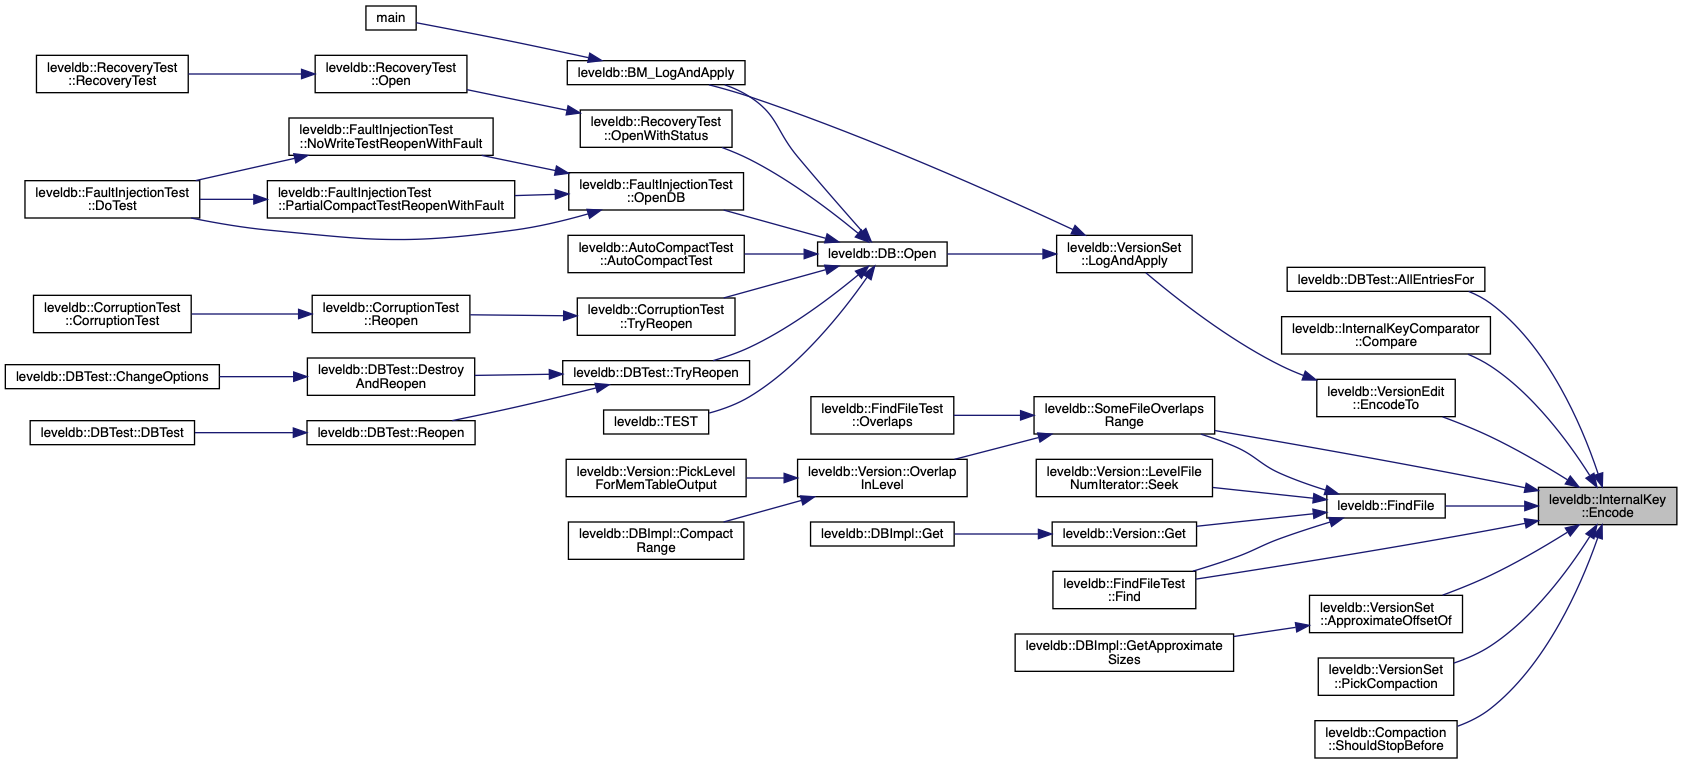 main
leveldb::RecoveryTest
::RecoveryTest
leveldb::RecoveryTest
::Open
leveldb::BM_LogAndApply
leveldb::RecoveryTest
::OpenWithStatus
leveldb::FaultInjectionTest
::NoWriteTestReopenWithFault
leveldb::FaultInjectionTest
::DoTest
leveldb::FaultInjectionTest
::PartialCompactTestReopenWithFault
leveldb::FaultInjectionTest
::OpenDB
leveldb::AutoCompactTest
::AutoCompactTest
leveldb::DB::Open
leveldb::VersionSet
::LogAndApply
leveldb::CorruptionTest
::CorruptionTest
leveldb::CorruptionTest
::Reopen
leveldb::CorruptionTest
::TryReopen
leveldb::DBTest::AllEntriesFor
leveldb::InternalKeyComparator
::Compare
leveldb::DBTest::ChangeOptions
leveldb::DBTest::Destroy
AndReopen
leveldb::DBTest::TryReopen
leveldb::VersionEdit
::EncodeTo
leveldb::DBTest::DBTest
leveldb::DBTest::Reopen
leveldb::TEST
leveldb::FindFileTest
::Overlaps
leveldb::SomeFileOverlaps
Range
leveldb::Version::PickLevel
ForMemTableOutput
leveldb::Version::Overlap
InLevel
leveldb::Version::LevelFile
NumIterator::Seek
leveldb::FindFile
leveldb::InternalKey
::Encode
leveldb::DBImpl::Compact
Range
leveldb::DBImpl::Get
leveldb::Version::Get
leveldb::FindFileTest
::Find
leveldb::VersionSet
::ApproximateOffsetOf
leveldb::DBImpl::GetApproximate
Sizes
leveldb::VersionSet
::PickCompaction
leveldb::Compaction
::ShouldStopBefore